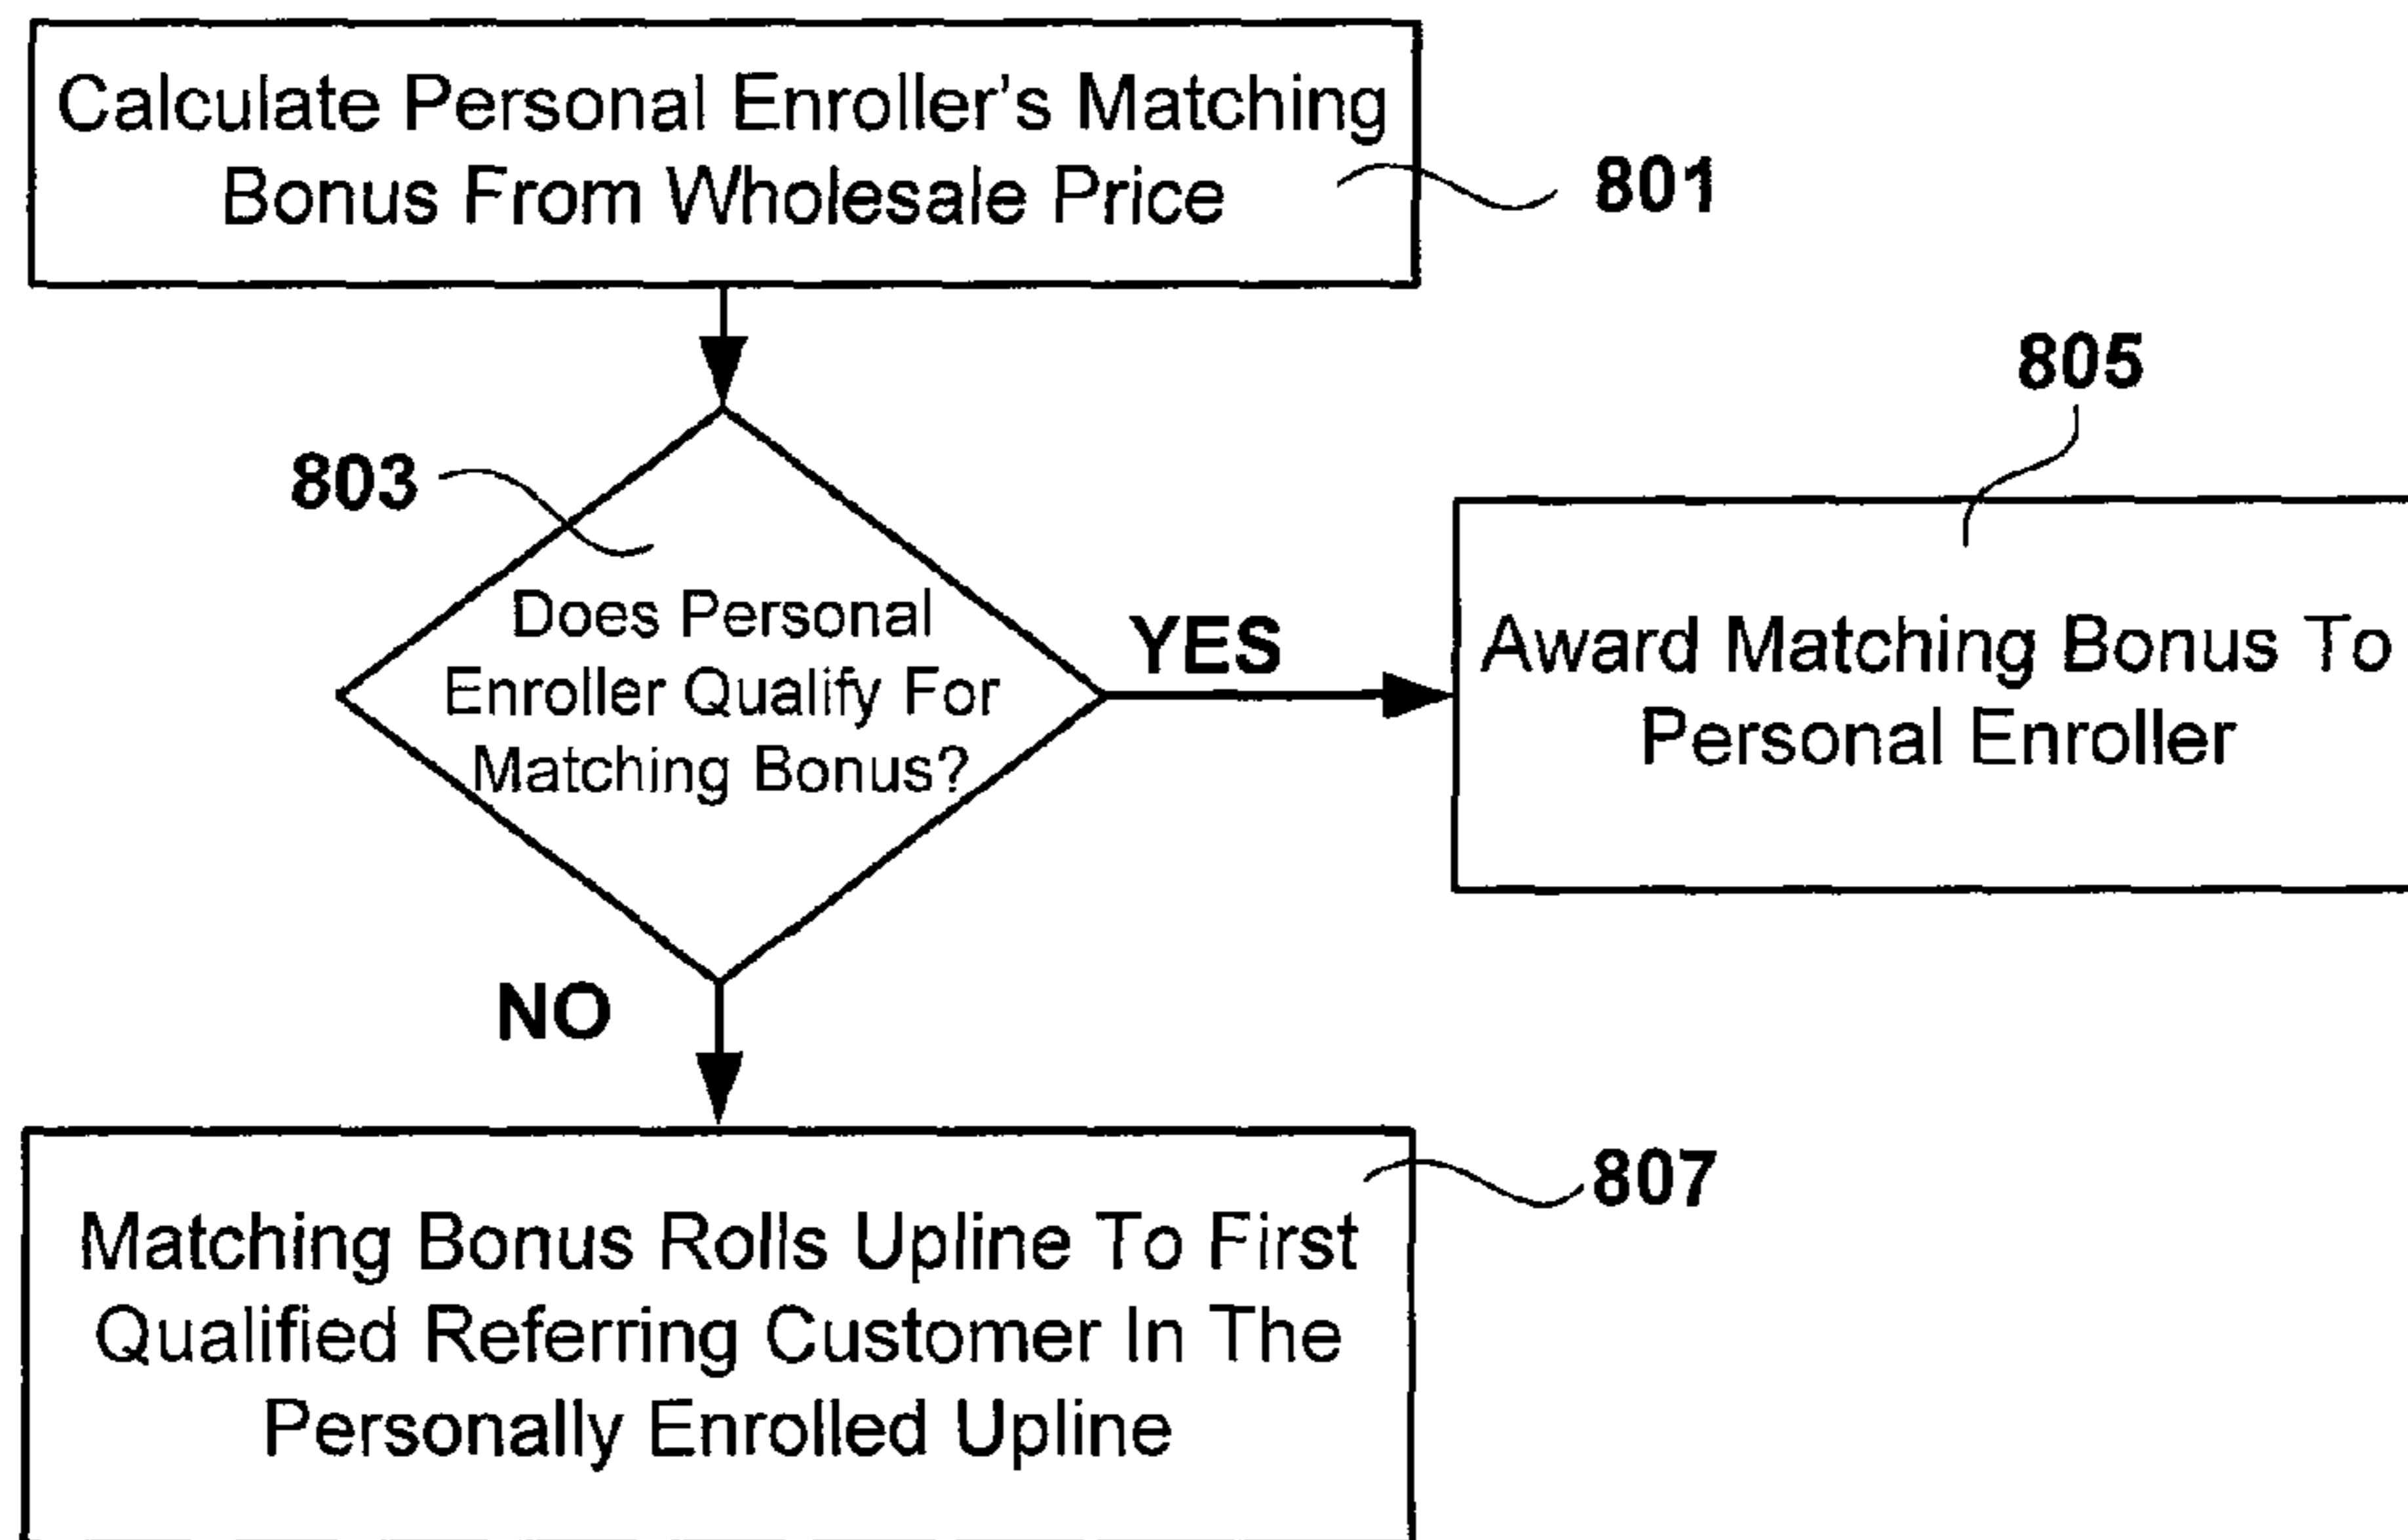 Calculate Personal Enroller's Matching
Bonus From Wholesale Price
801
805
803
Does Personal
Enroller Qualify For
Matching Bonus?
YES
Award Matching Bonus To
Personal Enroller
NO
807
Matching Bonus Rolls Upline To First
Qualified Referring Customer In The
Personally Enrolled Upline